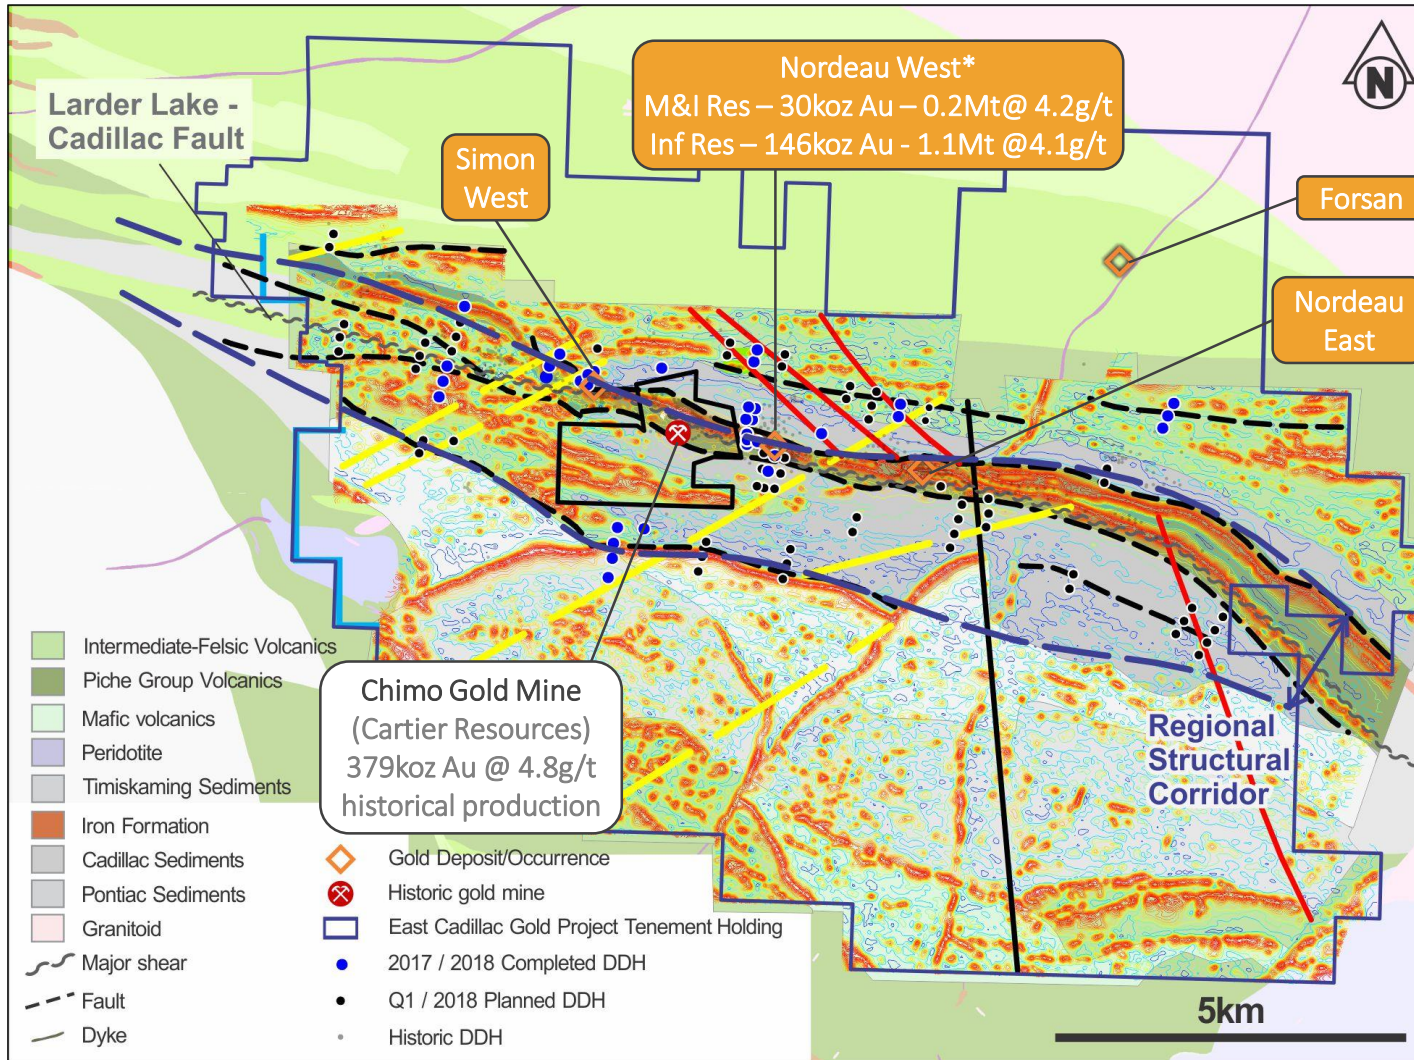 Nordeau West*
M&I Res – 30koz Au – 0.2Mt@ 4.2g/t
Inf Res – 146koz Au - 1.1Mt @4.1g/t
N
Larder Lake -
Cadillac Fault
Simon
West
Forsan
Nordeau
East
Chimo Gold Mine
(Cartier Resources)
379koz Au @ 4.8g/t
historical production
Regional
Structural
Corridor
Intermediate-Felsic Volcanics
Piche Group Volcanics
Mafic volcanics
Peridotite
Timiskaming Sediments
Iron Formation
Cadillac Sediments
Pontiac Sediments
Granitoid
Major shear
Fault
Dyke
Gold Deposit/Occurrence
Historic gold mine
East Cadillac Gold Project Tenement Holding
2017 / 2018 Completed DDH
Q1 / 2018 Planned DDH
Historic DDH
5km